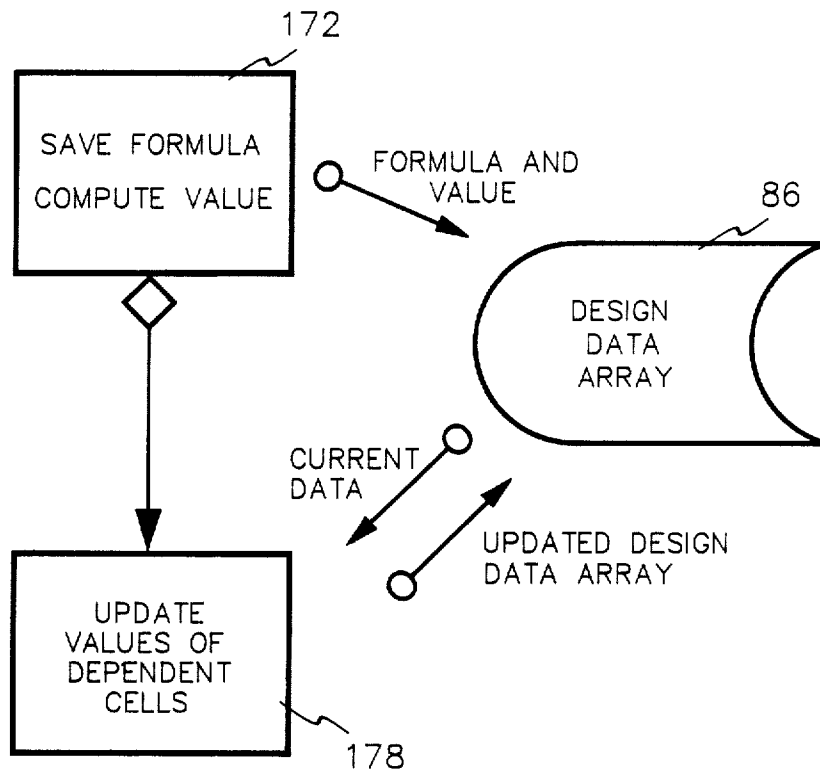 172
SAVE FORMULA
COMPUTE VALUE
FORMULA AND
VALUE
86
DESIGN
DATA
ARRAY
CURRENT
DATA
UPDATED DESIGN
DATA ARRAY
UPDATE
VALUES OF
DEPENDENT
CELLS
178